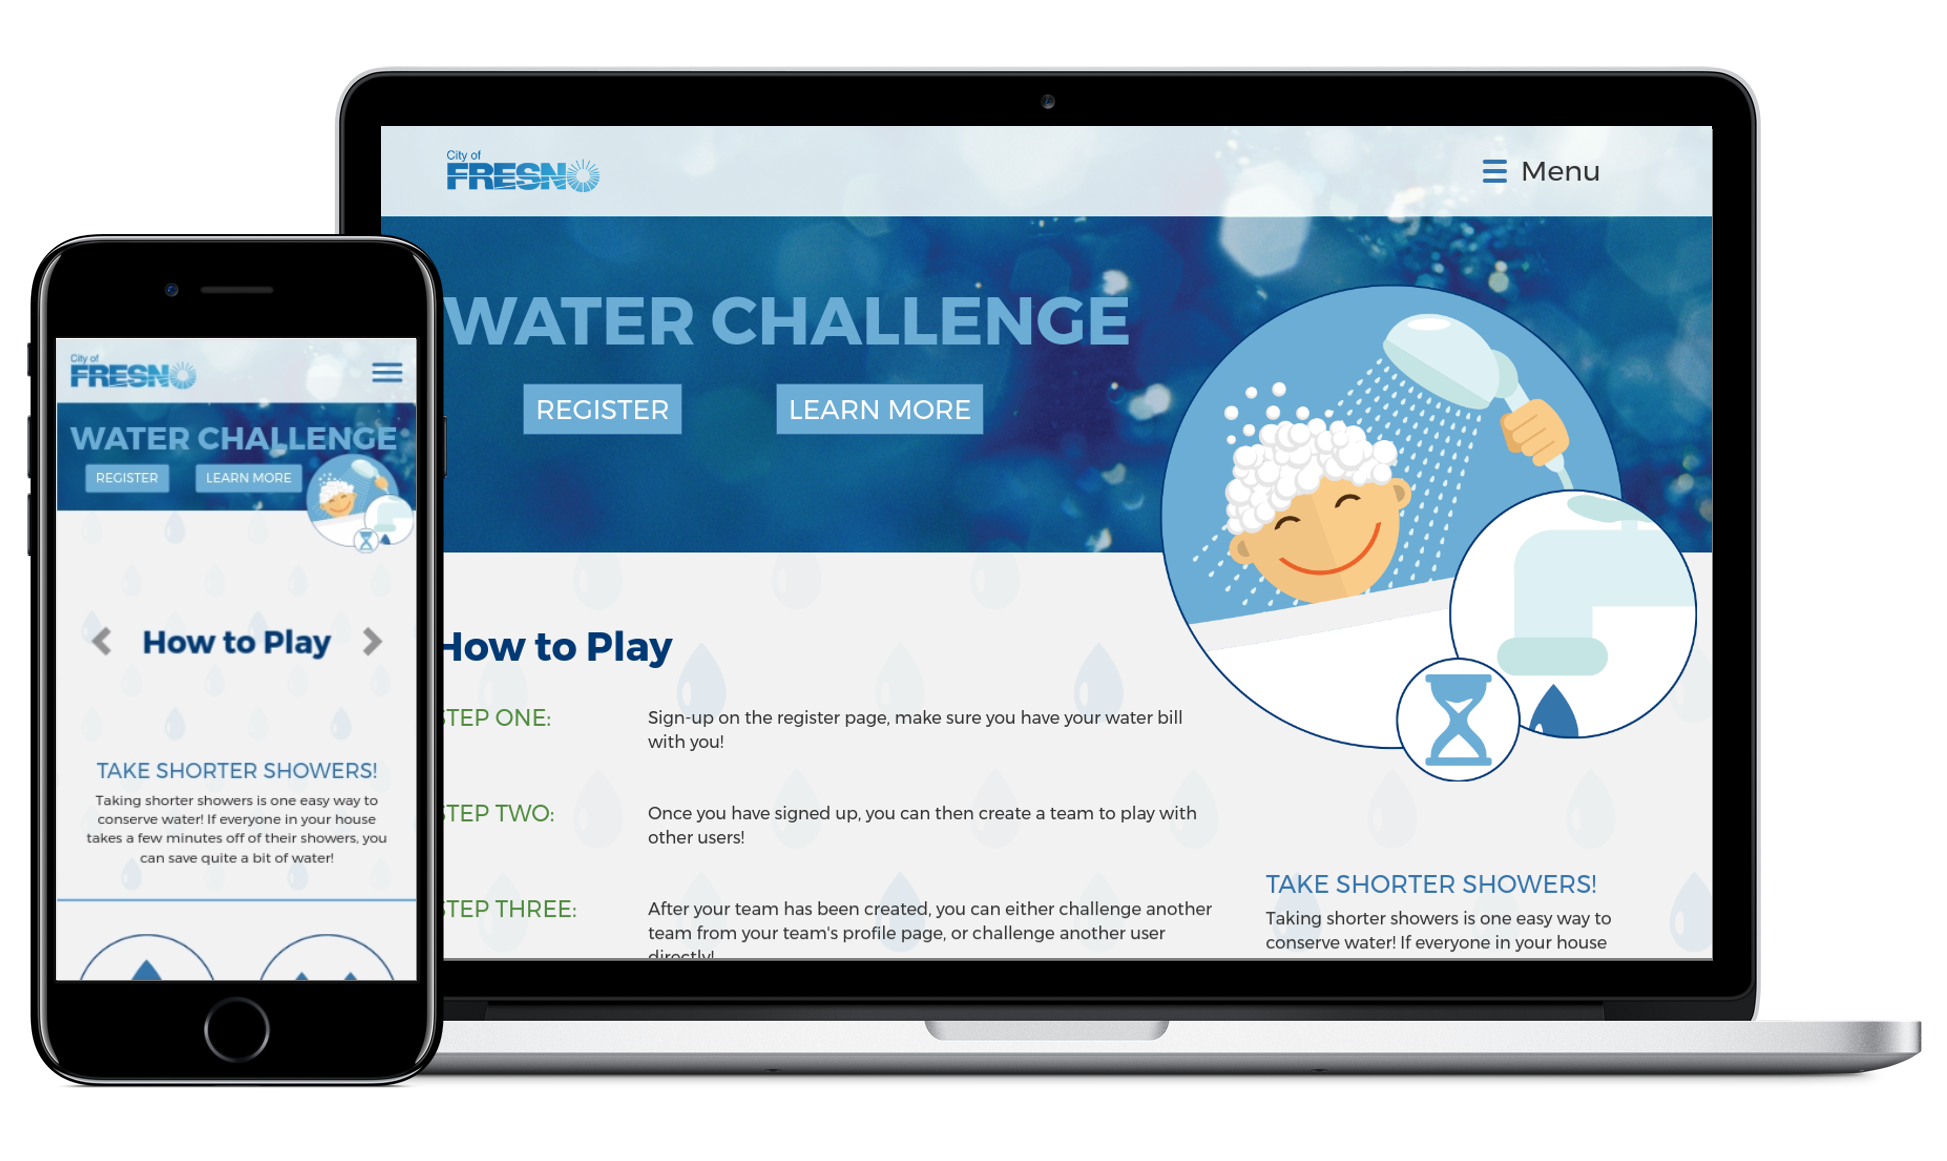 City of
FRESNO
Menu
WATER CHALLENGE
REGISTER
LEARN MORE
How to Play
STEP ONE:
Sign-up on the register page, make sure you have your water bill
with you!
STEP TWO:
Once you have signed up, you can then create a team to play with
other users!
STEP THREE:
After your team has been created, you can either challenge another
team from your team's profile page, or challenge another user
directly!
TAKE SHORTER SHOWERS!
Taking shorter showers is one easy way to
conserve water! If everyone in your house
City of
FRESNO
WATER CHALLENGE
REGISTER
LEARN MORE
How to Play
TAKE SHORTER SHOWERS!
Taking shorter showers is one easy way to
conserve water! If everyone in your house
takes a few minutes off of their showers, you
can save quite a bit of water!